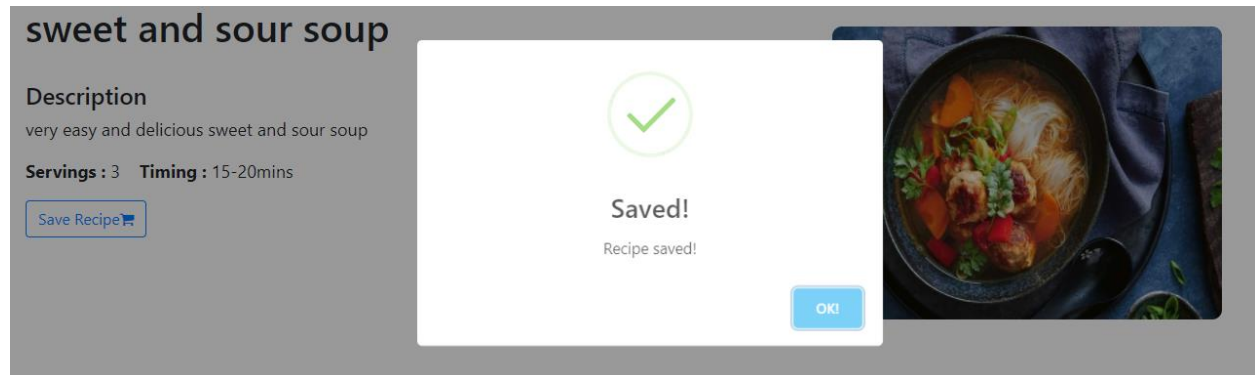 sweet and sour soup
Description
very easy and delicious sweet and sour soup
Servings : 3 Timing : 15-20mins
Save Recipe
Saved!
Recipe saved!
OK!